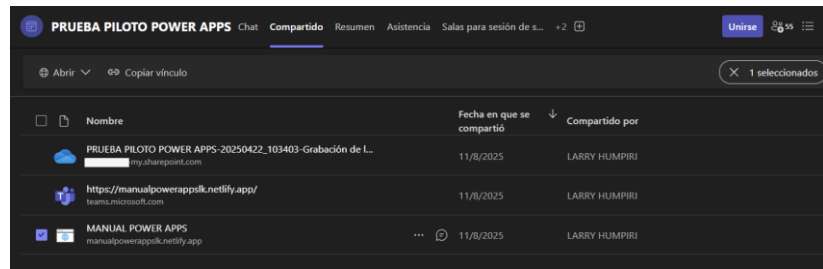 PRUEBA PILOTO POWER APPS Chat Compartido Resumen Asistencia Salas para sesión de s... +2 Unirse 55
Abrir Copiar vínculo 1 seleccionados
Nombre Fecha en que se compartió Compartido por
PRUEBA PILOTO POWER APPS-20250422_103403-Grabación de l...
-my.sharepoint.com
11/8/2025 LARRY HUMPIRI
https://manualpowerappslk.netlify.app/
teams.microsoft.com
11/8/2025 LARRY HUMPIRI
MANUAL POWER APPS
manualpowerappslk.netlify.app
... 11/8/2025 LARRY HUMPIRI